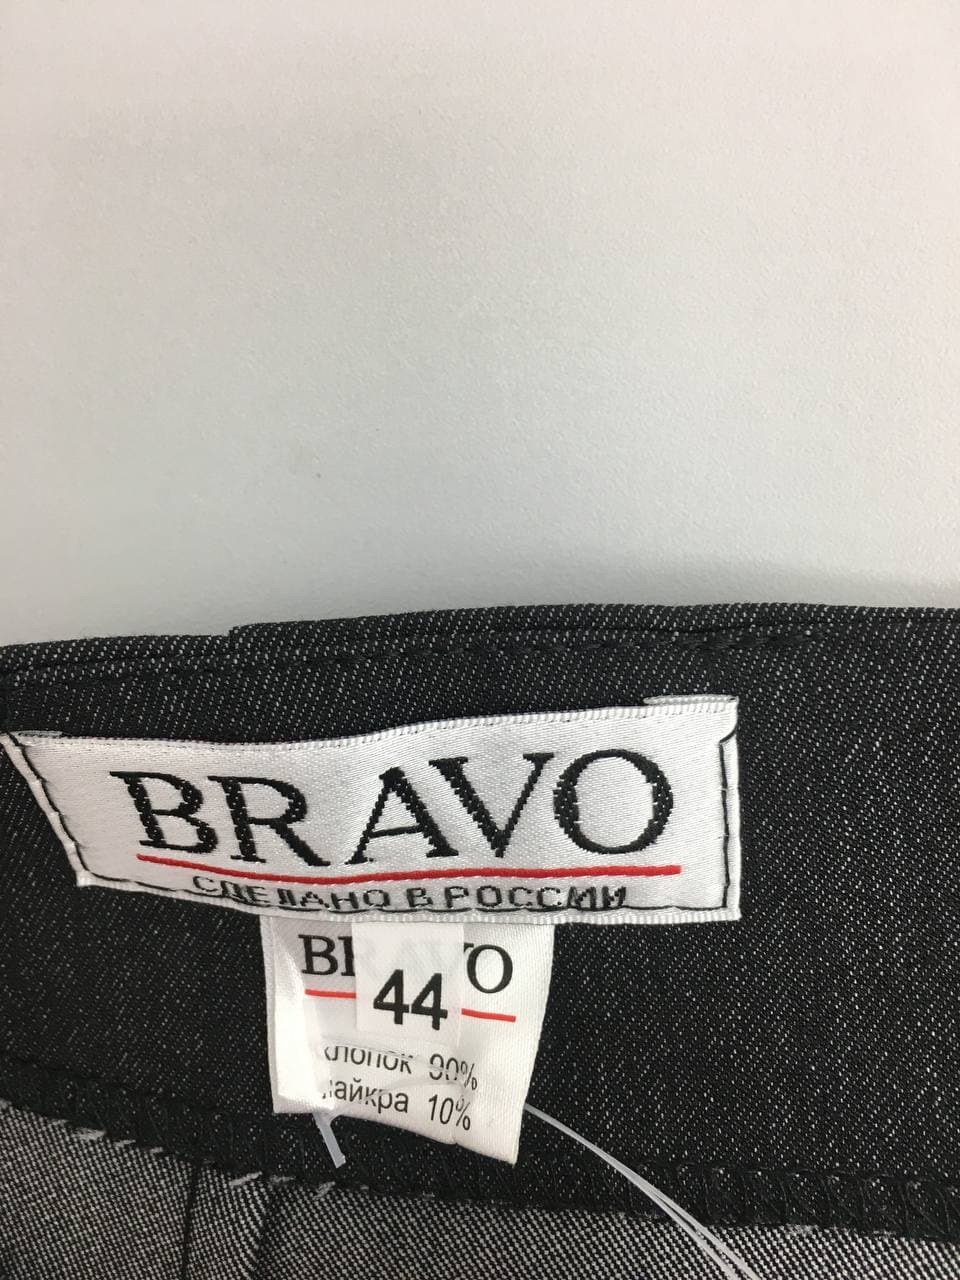 BRAVO
СДЕЛАНО В РОССИИ
44
хлопок 90%
лайкра 10%